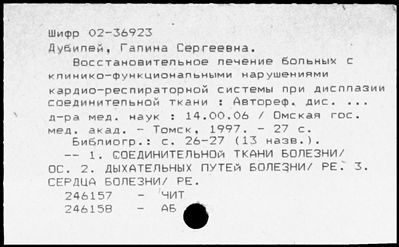 Шифр 02-36923
Дубилей, Галина Сергеевна.
Восстановительное лечение больных с
клинико-функциональными нарушениями
кардио-респираторной системы при дисплазии
соединительной ткани : Автореф. дис. ...
д-ра мед. наук : 14.00.06 / Омская гос.
мед. акад. - Томск, 1997. - 27 с.
Библиогр.: с. 26-27 (13 назв.).
-- 1. СОЕДИНИТЕЛЬНОЙ ТКАНИ БОЛЕЗНИ/
ОС. 2. ДЫХАТЕЛЬНЫХ ПУТЕЙ БОЛЕЗНИ/ РЕ. 3.
СЕРДЦА БОЛЕЗНИ/ РЕ.
246157 - ЧИТ
246158 - АБ